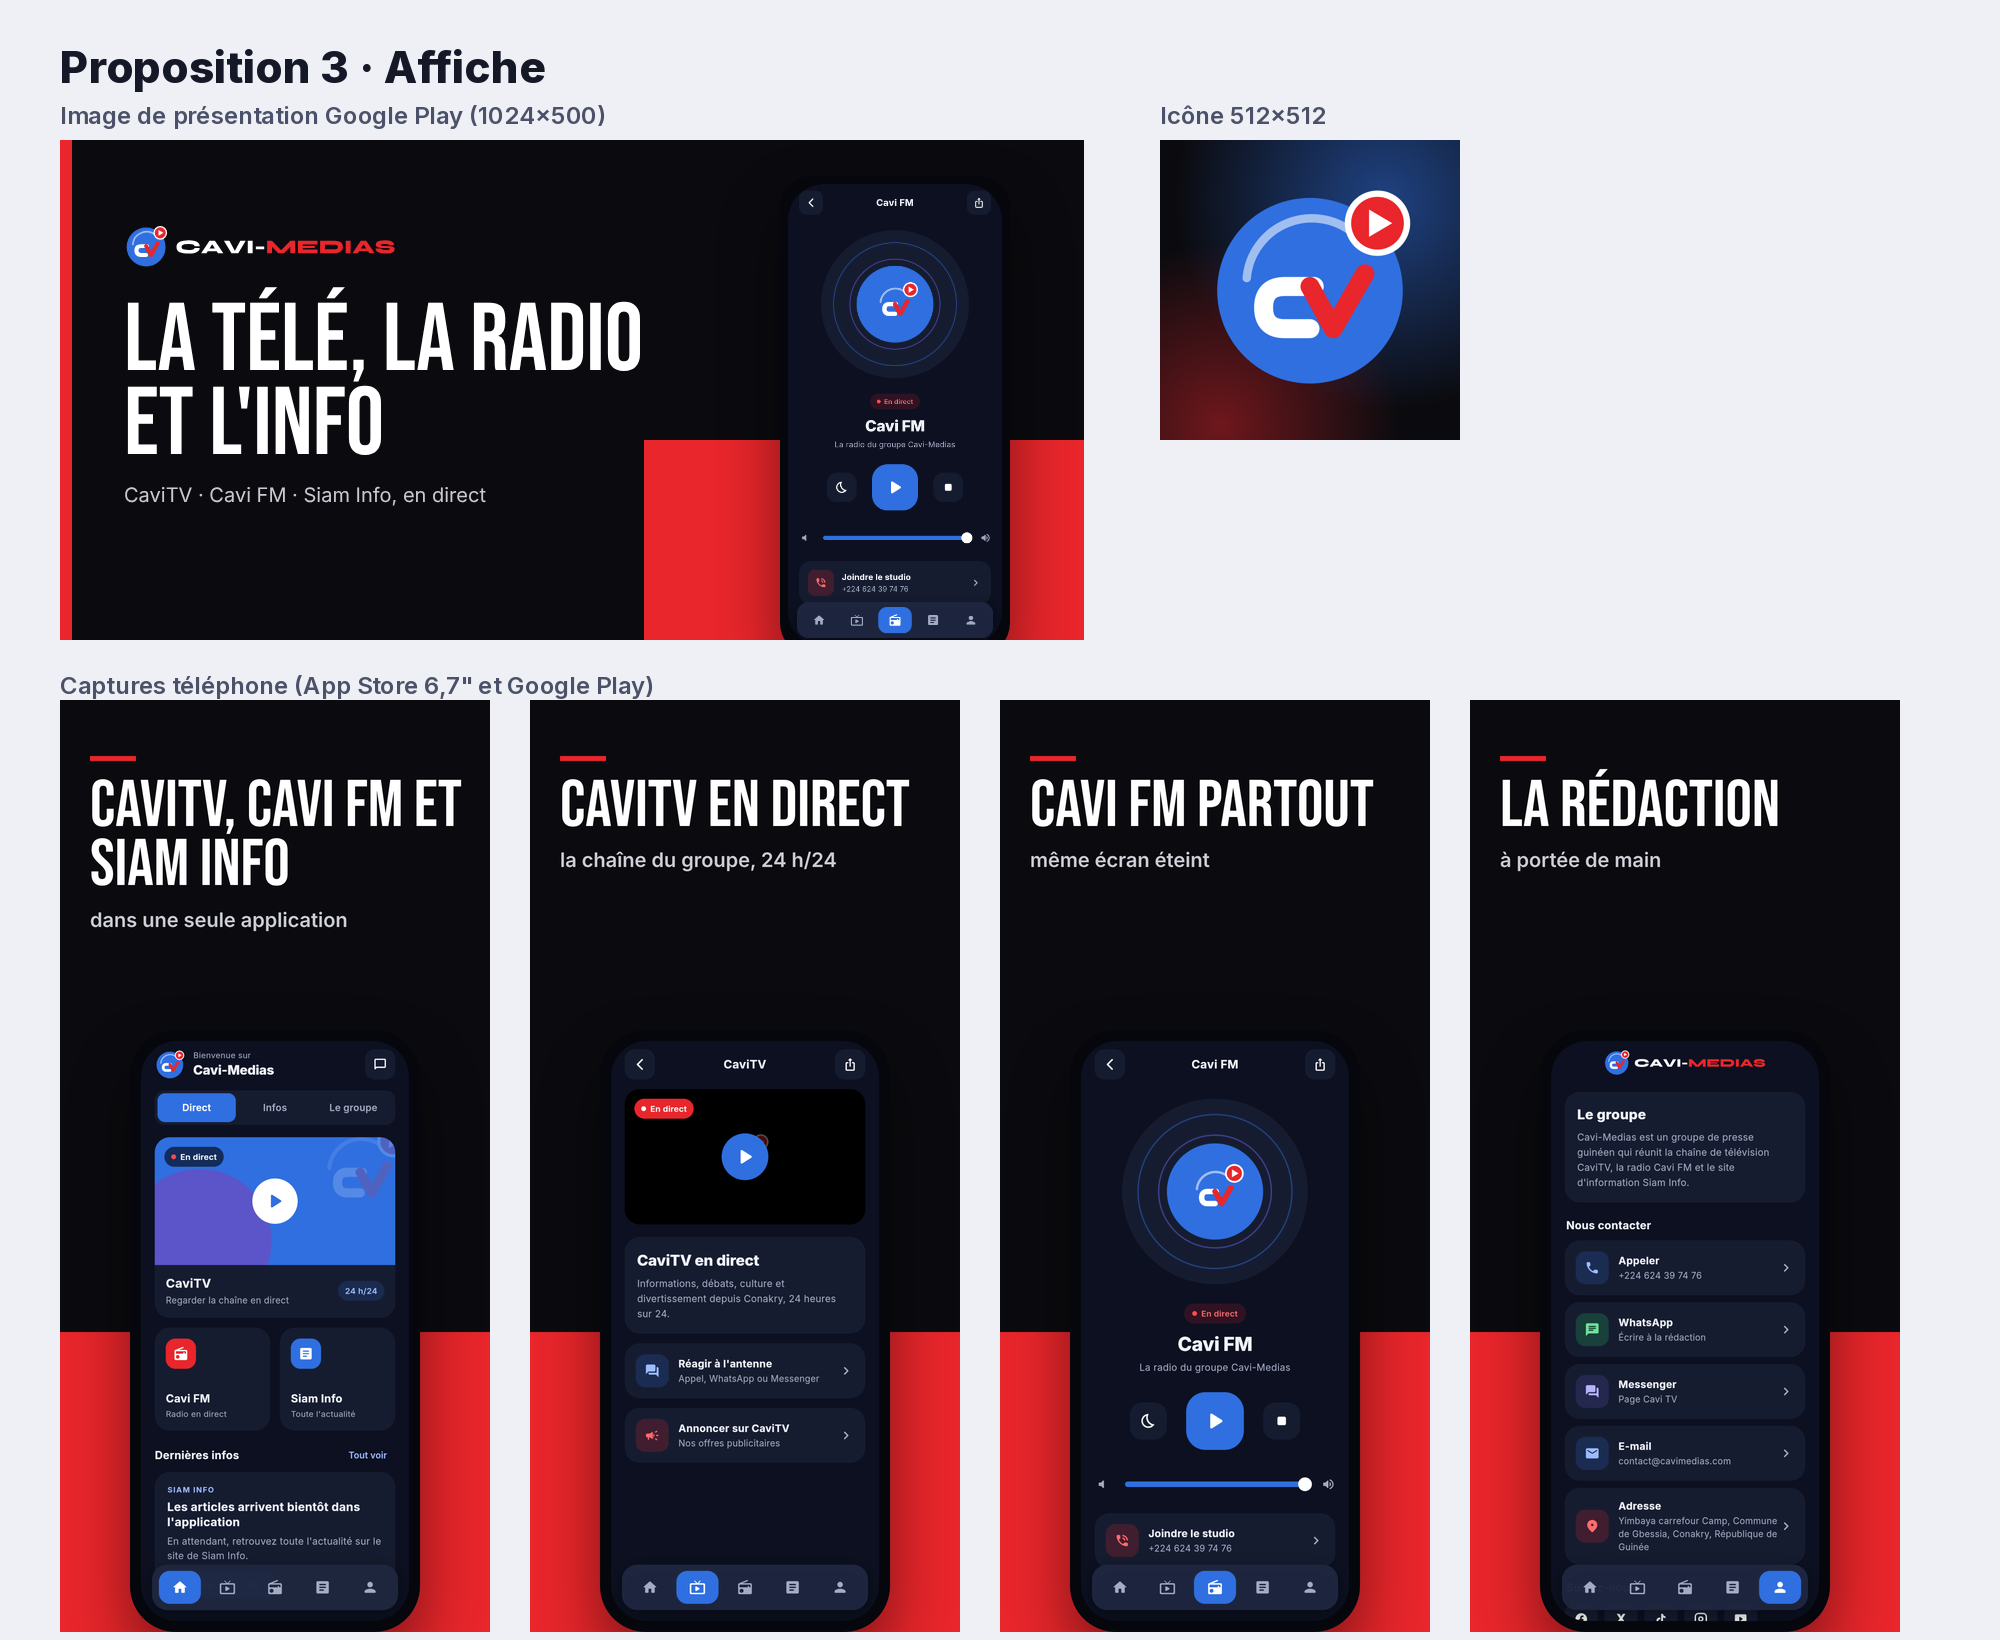 Proposition 3 · Affiche
Image de présentation Google Play (1024×500)
Icône 512×512
CAVI-MEDIAS
LA TÉLÉ, LA RADIO
ET L'INFO
CaviTV · Cavi FM · Siam Info, en direct
Cavi FM
CV
En direct
Cavi FM
La radio du groupe Cavi-Medias
Joindre le studio
+224 624 39 74 76
CV
Captures téléphone (App Store 6,7" et Google Play)
CAVITV, CAVI FM ET
SIAM INFO
dans une seule application
Bienvenue sur
Cavi-Medias
Direct
Infos
Le groupe
En direct
CaviTV
Regarder la chaîne en direct
24 h/24
Cavi FM
Radio en direct
Siam Info
Toute l'actualité
Dernières infos
Tout voir
SIAM INFO
Les articles arrivent bientôt dans
l'application
En attendant, retrouvez toute l'actualité sur le
site de Siam Info.
CAVITV EN DIRECT
la chaîne du groupe, 24 h/24
CaviTV
En direct
CaviTV en direct
Informations, débats, culture et
divertissement depuis Conakry, 24 heures
sur 24.
Réagir à l'antenne
Appel, WhatsApp ou Messenger
Annoncer sur CaviTV
Nos offres publicitaires
CAVI FM PARTOUT
même écran éteint
Cavi FM
CV
En direct
Cavi FM
La radio du groupe Cavi-Medias
Joindre le studio
+224 624 39 74 76
LA RÉDACTION
à portée de main
CAVI-MEDIAS
Le groupe
Cavi-Medias est un groupe de presse
guinéen qui réunit la chaîne de télévision
CaviTV, la radio Cavi FM et le site
d'information Siam Info.
Nous contacter
Appeler
+224 624 39 74 76
WhatsApp
Écrire à la rédaction
Messenger
Page Cavi TV
E-mail
contact@cavimedias.com
Adresse
Yimbaya carrefour Camp, Commune
de Gbessia, Conakry, République de
Guinée